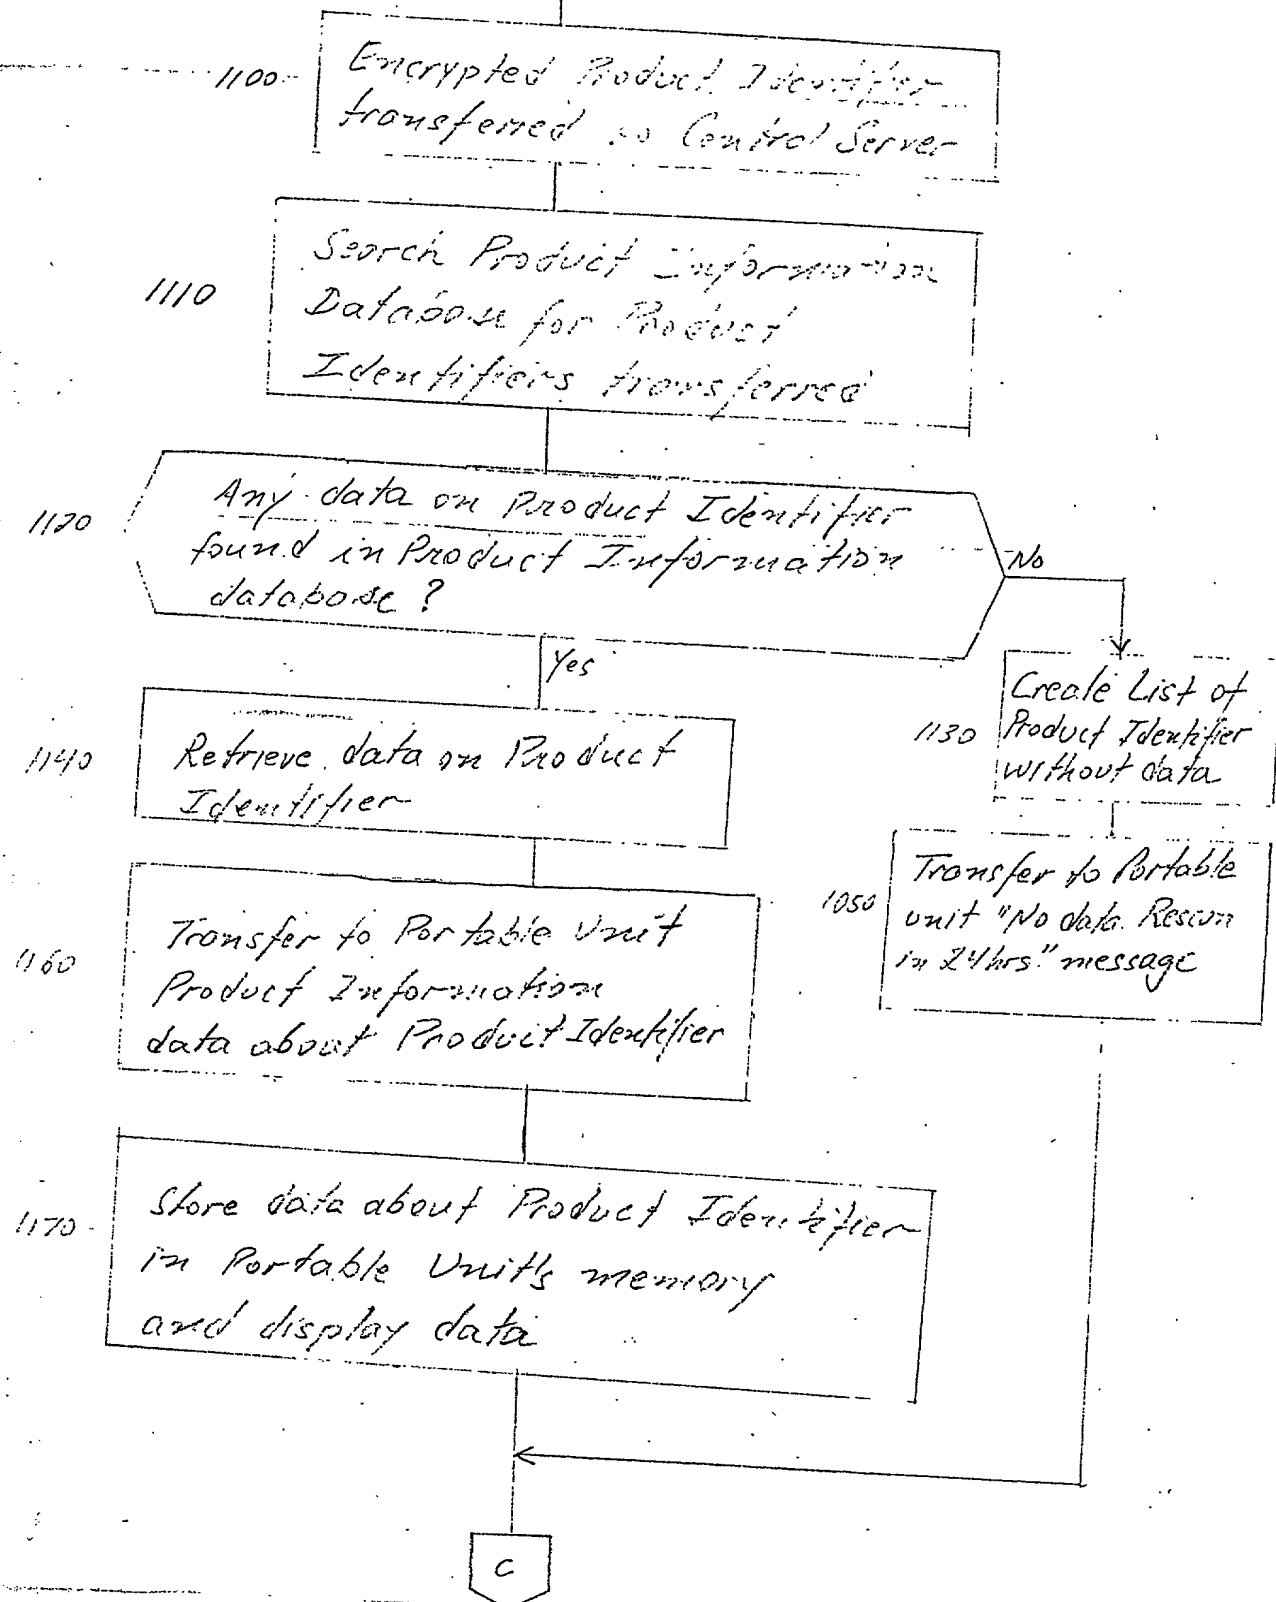 1100
Encrypted Product Identifier
transferred to Control Server
1110
Search Product Information
Database for Product
Identifiers transferred
1120
Any data on Product Identifier
found in Product Information
database?
No
Yes
1130
Create List of
Product Identifier
without data
1140
Retrieve data on Product
Identifier
1050
Transfer to Portable
unit "No data. Rescan
in 24hrs." message
1160
Transfer to Portable Unit
Product Information
data about Product Identifier
1170
Store data about Product Identifier
in Portable Unit's memory
and display data
C